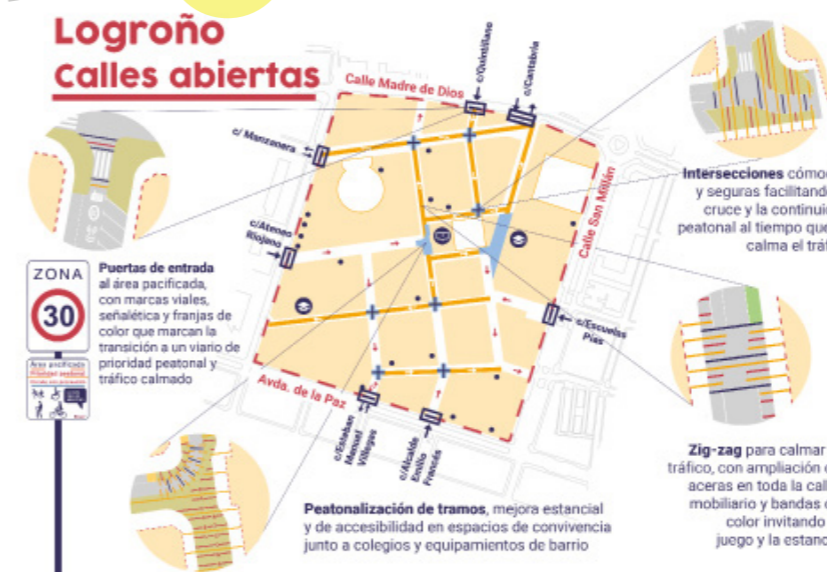 Logroño
Calles abiertas
Calle Madre de Dios
c/Quintiliano
c/Cantabria
c/ Manzanera
c/Ateneo
Riojano
Calle San Millán
c/Escuelas
Pías
Avda. de la Paz
c/Esteban
Manuel
Villegas
c/Alcalde
Emilio
Francés
ZONA
30
Área pacificada
Puertas de entrada
al área pacificada,
con marcas viales,
señalética y franjas de
color que marcan la
transición a un viario de
prioridad peatonal y
tráfico calmado
Intersecciones cómo
y seguras facilitand
cruce y la continui
peatonal al tiempo que
calma el tráf
Zig-zag para calmar
tráfico, con ampliación
aceras en toda la call
mobiliario y bandas
color invitando
juego y la estanc
Peatonalización de tramos, mejora estancial
y de accesibilidad en espacios de convivencia
junto a colegios y equipamientos de barrio